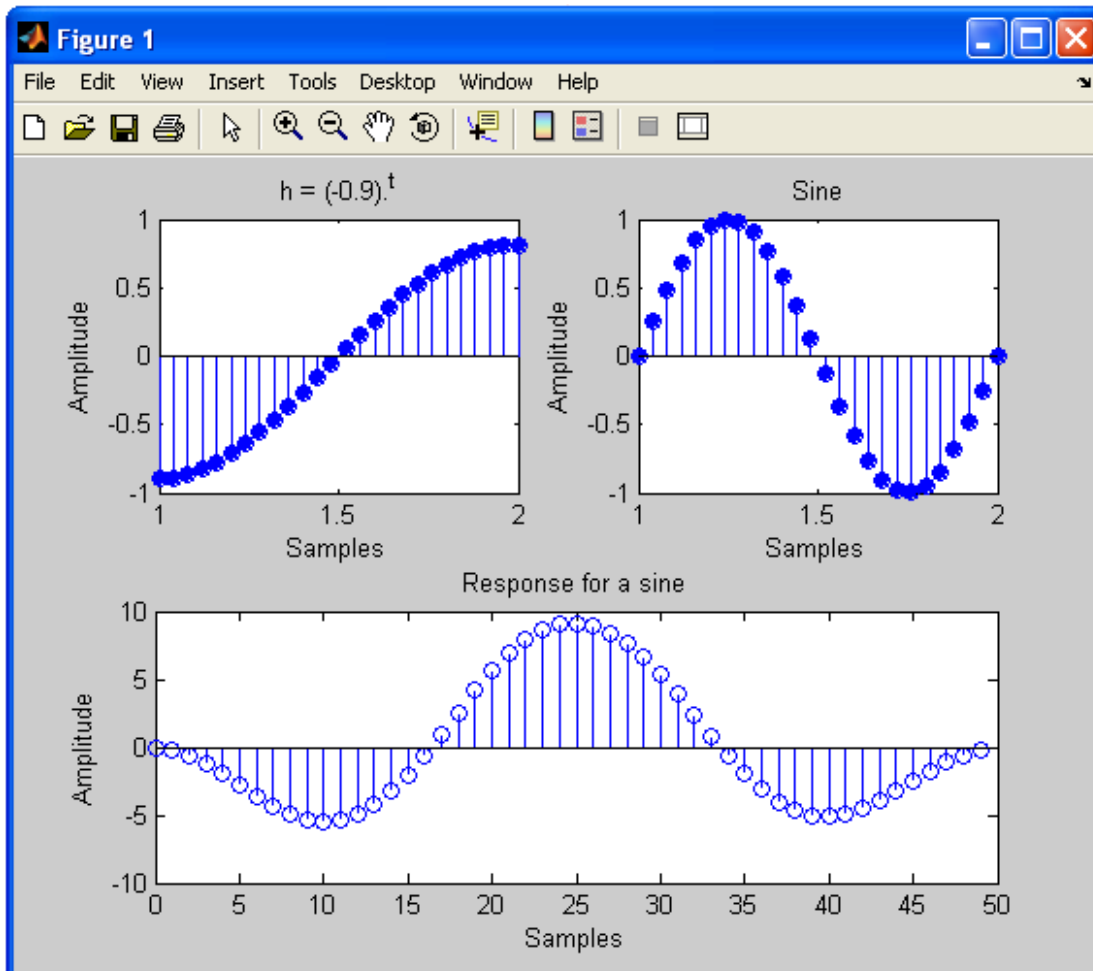 Figure 1
File Edit View Insert Tools Desktop Window Help
h = (-0.9).^t
1
0.5
0
-0.5
-1
Amplitude
1 1.5 2
Samples
Sine
1
0.5
0
-0.5
-1
Amplitude
1 1.5 2
Samples
Response for a sine
10
5
0
-5
-10
Amplitude
0 5 10 15 20 25 30 35 40 45 50
Samples